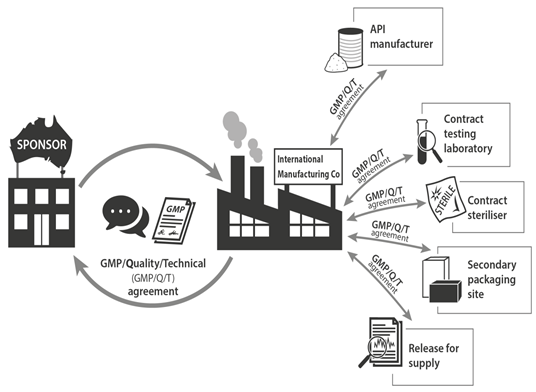 SPONSOR
GMP
GMP/Quality/Technical
(GMP/Q/T)
agreement
International
Manufacturing Co
GMP/Q/T
agreement
API
manufacturer
GMP/Q/T
agreement
Contract
testing
laboratory
GMP/Q/T
agreement
STERILE
Contract
steriliser
GMP/Q/T
agreement
Secondary
packaging
site
GMP/Q/T
agreement
Release for
supply